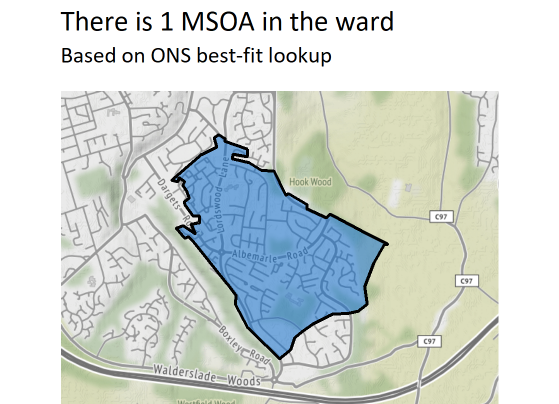 There is 1 MSOA in the ward
Based on ONS best-fit lookup
Hook Wood
Dargets Ro
Lordswood Lane
C97
Albemarle Road
C97
Boxley Road
C97
Walderslade Woods